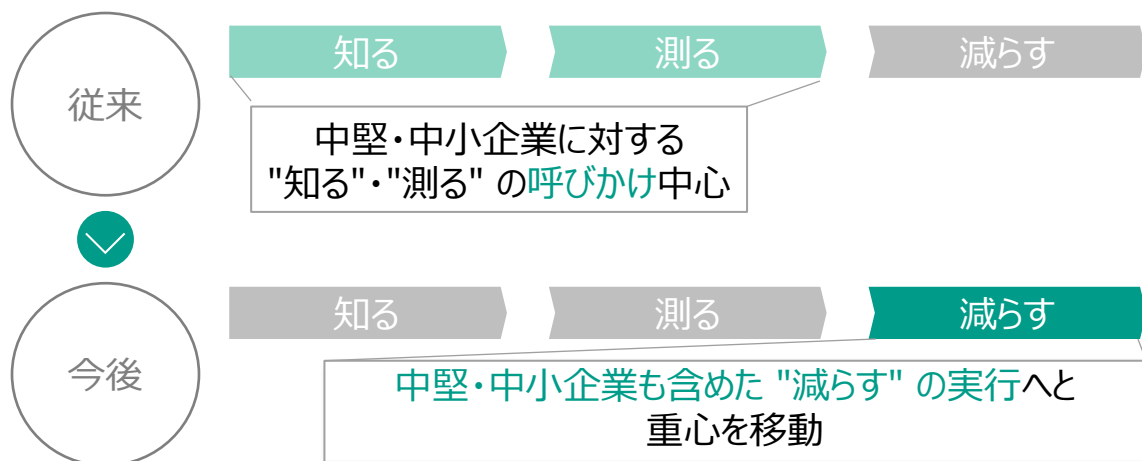 従来
知る
測る
減らす
中堅・中小企業に対する
"知る"・"測る" の呼びかけ中心
今後
知る
測る
減らす
中堅・中小企業も含めた "減らす" の実行へと
重心を移動